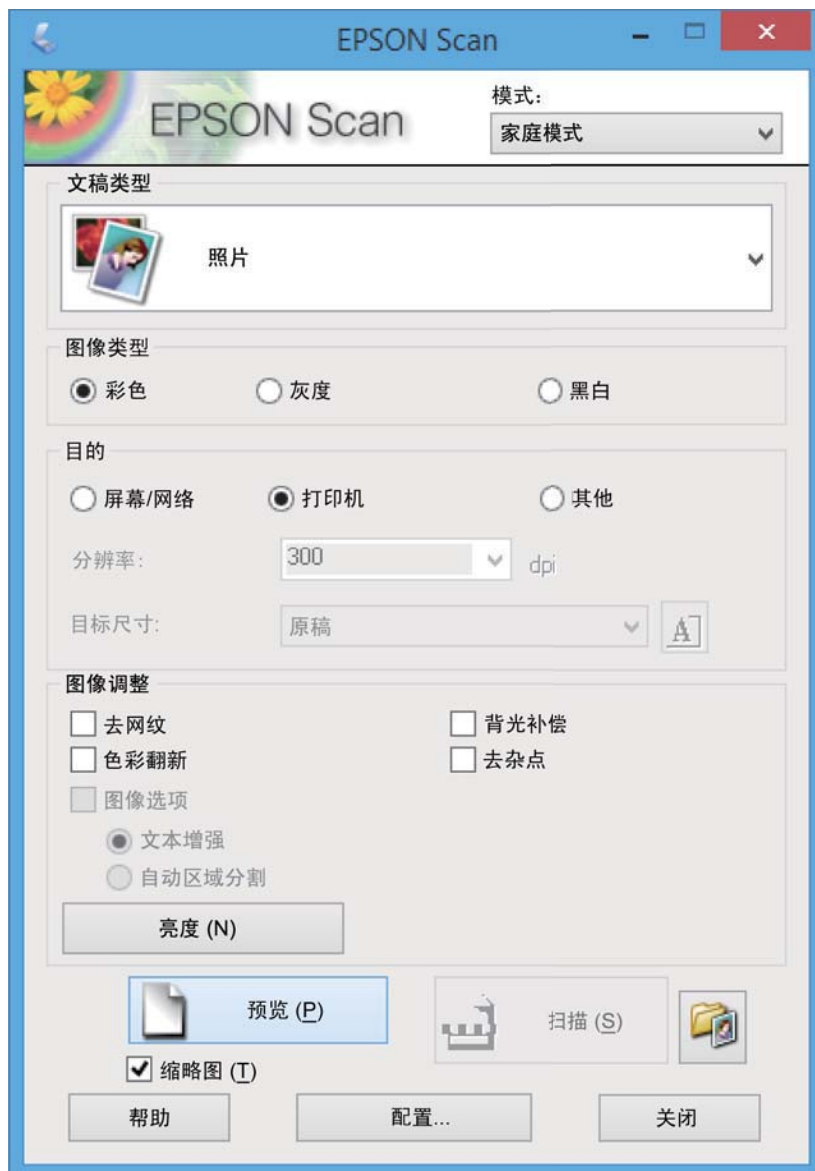 EPSON Scan
EPSON Scan
模式:
家庭模式
文稿类型
照片
图像类型
彩色 灰度 黑白
目的
屏幕/网络 打印机 其他
分辨率: 300 dpi
目标尺寸: 原稿 A
图像调整
去网纹 背光补偿
色彩翻新 去杂点
图像选项
文本增强
自动区域分割
亮度 (N)
预览 (P) 扫描 (S)
缩略图 (T)
帮助 配置... 关闭